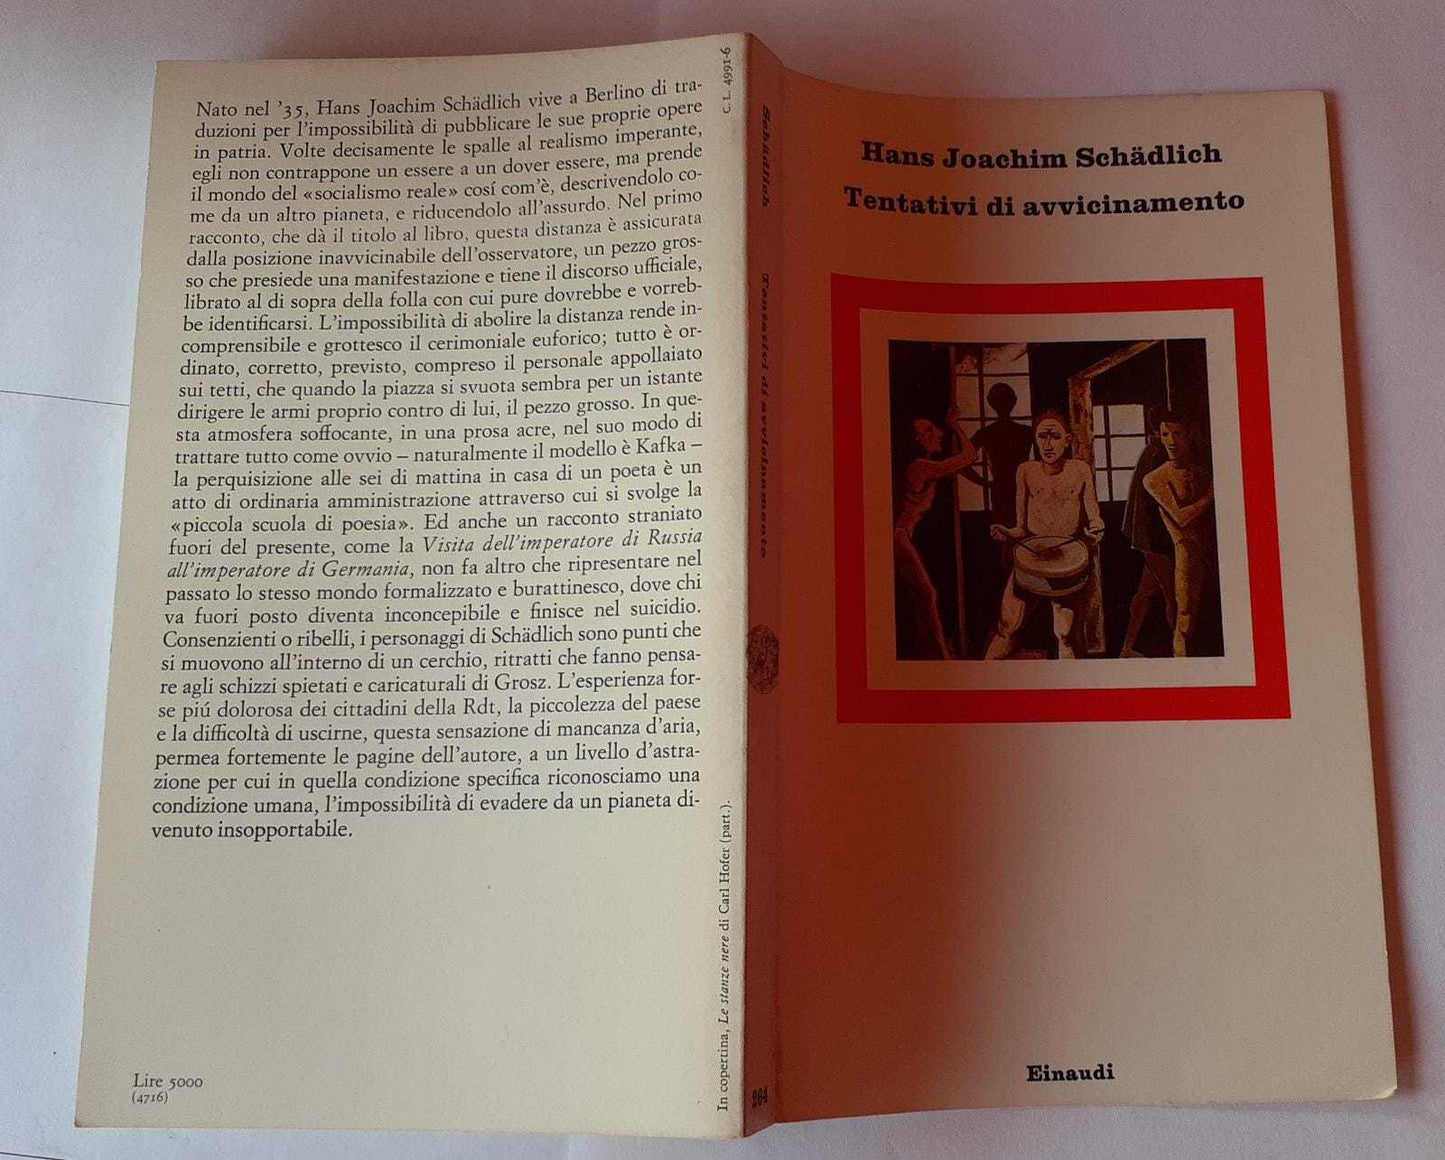 Nato nel '35, Hans Joachim Schädlich vive a Berlino di tra-
duzioni per l'impossibilità di pubblicare le sue proprie opere
in patria. Volte decisamente le spalle al realismo imperante,
egli non contrappone un essere a un dover essere, ma prende
il mondo del «socialismo reale» cosí com'è, descrivendolo co-
me da un altro pianeta, e riducendolo all'assurdo. Nel primo
racconto, che dà il titolo al libro, questa distanza è assicurata
dalla posizione inavvicinabile dell'osservatore, un pezzo gros-
so che presiede una manifestazione e tiene il discorso ufficiale,
librato al di sopra della folla con cui pure dovrebbe e vorreb-
be identificarsi. L'impossibilità di abolire la distanza rende in-
comprensibile e grottesco il cerimoniale euforico; tutto è or-
dinato, corretto, previsto, compreso il personale appollaiato
sui tetti, che quando la piazza si svuota sembra per un istante
dirigere le armi proprio contro di lui, il pezzo grosso. In que-
sta atmosfera soffocante, in una prosa acre, nel suo modo di
trattare tutto come ovvio – naturalmente il modello è Kafka –
la perquisizione alle sei di mattina in casa di un poeta è un
atto di ordinaria amministrazione attraverso cui si svolge la
«piccola scuola di poesia». Ed anche un racconto straniato
fuori del presente, come la Visita dell'imperatore di Russia
all'imperatore di Germania, non fa altro che ripresentare nel
passato lo stesso mondo formalizzato e burattinesco, dove chi
va fuori posto diventa inconcepibile e finisce nel suicidio.
Consenzienti o ribelli, i personaggi di Schädlich sono punti che
si muovono all'interno di un cerchio, ritratti che fanno pensa-
re agli schizzi spietati e caricaturali di Grosz. L'esperienza for-
se piú dolorosa dei cittadini della Rdt, la piccolezza del paese
e la difficoltà di uscirne, questa sensazione di mancanza d'aria,
permea fortemente le pagine dell'autore, a un livello d'astra-
zione per cui in quella condizione specifica riconosciamo una
condizione umana, l'impossibilità di evadere da un pianeta di-
venuto insopportabile.
Lire 5000
(4716)
C. L. 4991-6
In copertina, Le stanze nere di Carl Hofer (part.).
Schädlich
Tentativi di avvicinamento
264
Hans Joachim Schädlich
Tentativi di avvicinamento
Einaudi